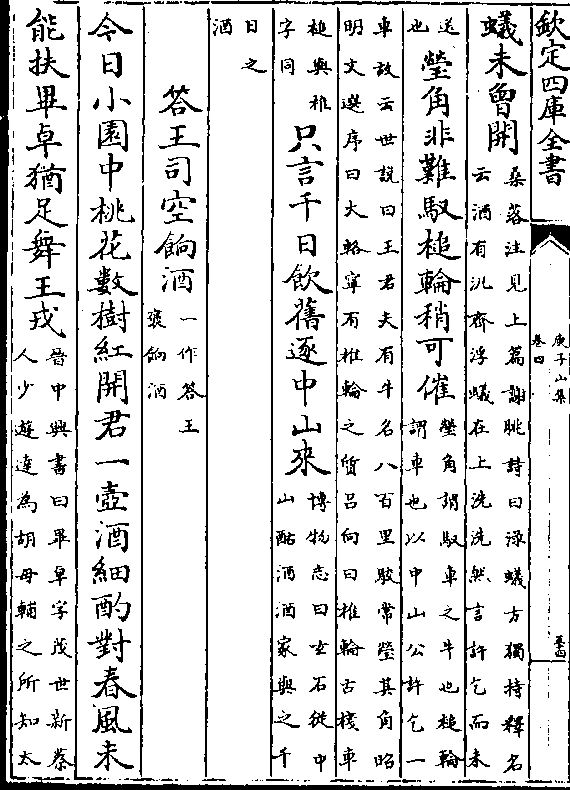 欽定四庫全書
庾子山集
卷四
蟻未曾開桑落注見上篇謝朓詩曰淥蟻方獨持釋名
云酒有汎齊浮蟻在上洗洗然言許乞而未
送
也瑩角非難馭槌輪稍可催瑩角謂馭車之牛也槌輪
謂車也以中山公許乞一
車故云世説曰王君夫有牛名八百里駮常瑩其角昭
明文選序曰大輅寧有椎輪之質吕向曰椎輪古棧車
槌與椎
字同只言千日飲舊逐中山來博物志曰𤣥石從中
山酤酒酒家與之千
日之
酒
答王司空餉酒一作答王
襃餉酒
今日小園中桃花數樹紅開君一壺酒細酌對春風未
能扶畢卓猶足舞王戎晉中興書曰畢卓字茂世新蔡
人少遊達為胡母輔之所知太